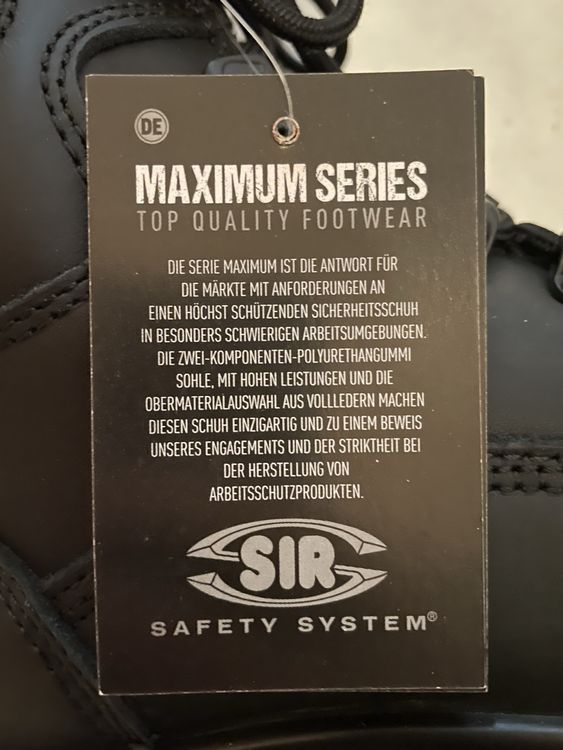 DE
MAXIMUM SERIES
TOP QUALITY FOOTWEAR
DIE SERIE MAXIMUM IST DIE ANTWORT FÜR
DIE MÄRKTE MIT ANFORDERUNGEN AN
EINEN HÖCHST SCHÜTZENDEN SICHERHEITSSCHUH
IN BESONDERS SCHWIERIGEN ARBEITSUMGEBUNGEN.
DIE ZWEI-KOMPONENTEN-POLYURETHANGUMMI
SOHLE, MIT HOHEN LEISTUNGEN UND DIE
OBERMATERIALAUSWAHL AUS VOLLLEDERN MACHEN
DIESEN SCHUH EINZIGARTIG UND ZU EINEM BEWEIS
UNSERES ENGAGEMENTS UND DER STRIKTHEIT BEI
DER HERSTELLUNG VON
ARBEITSSCHUTZPRODUKTEN.
SIR
SAFETY SYSTEM®